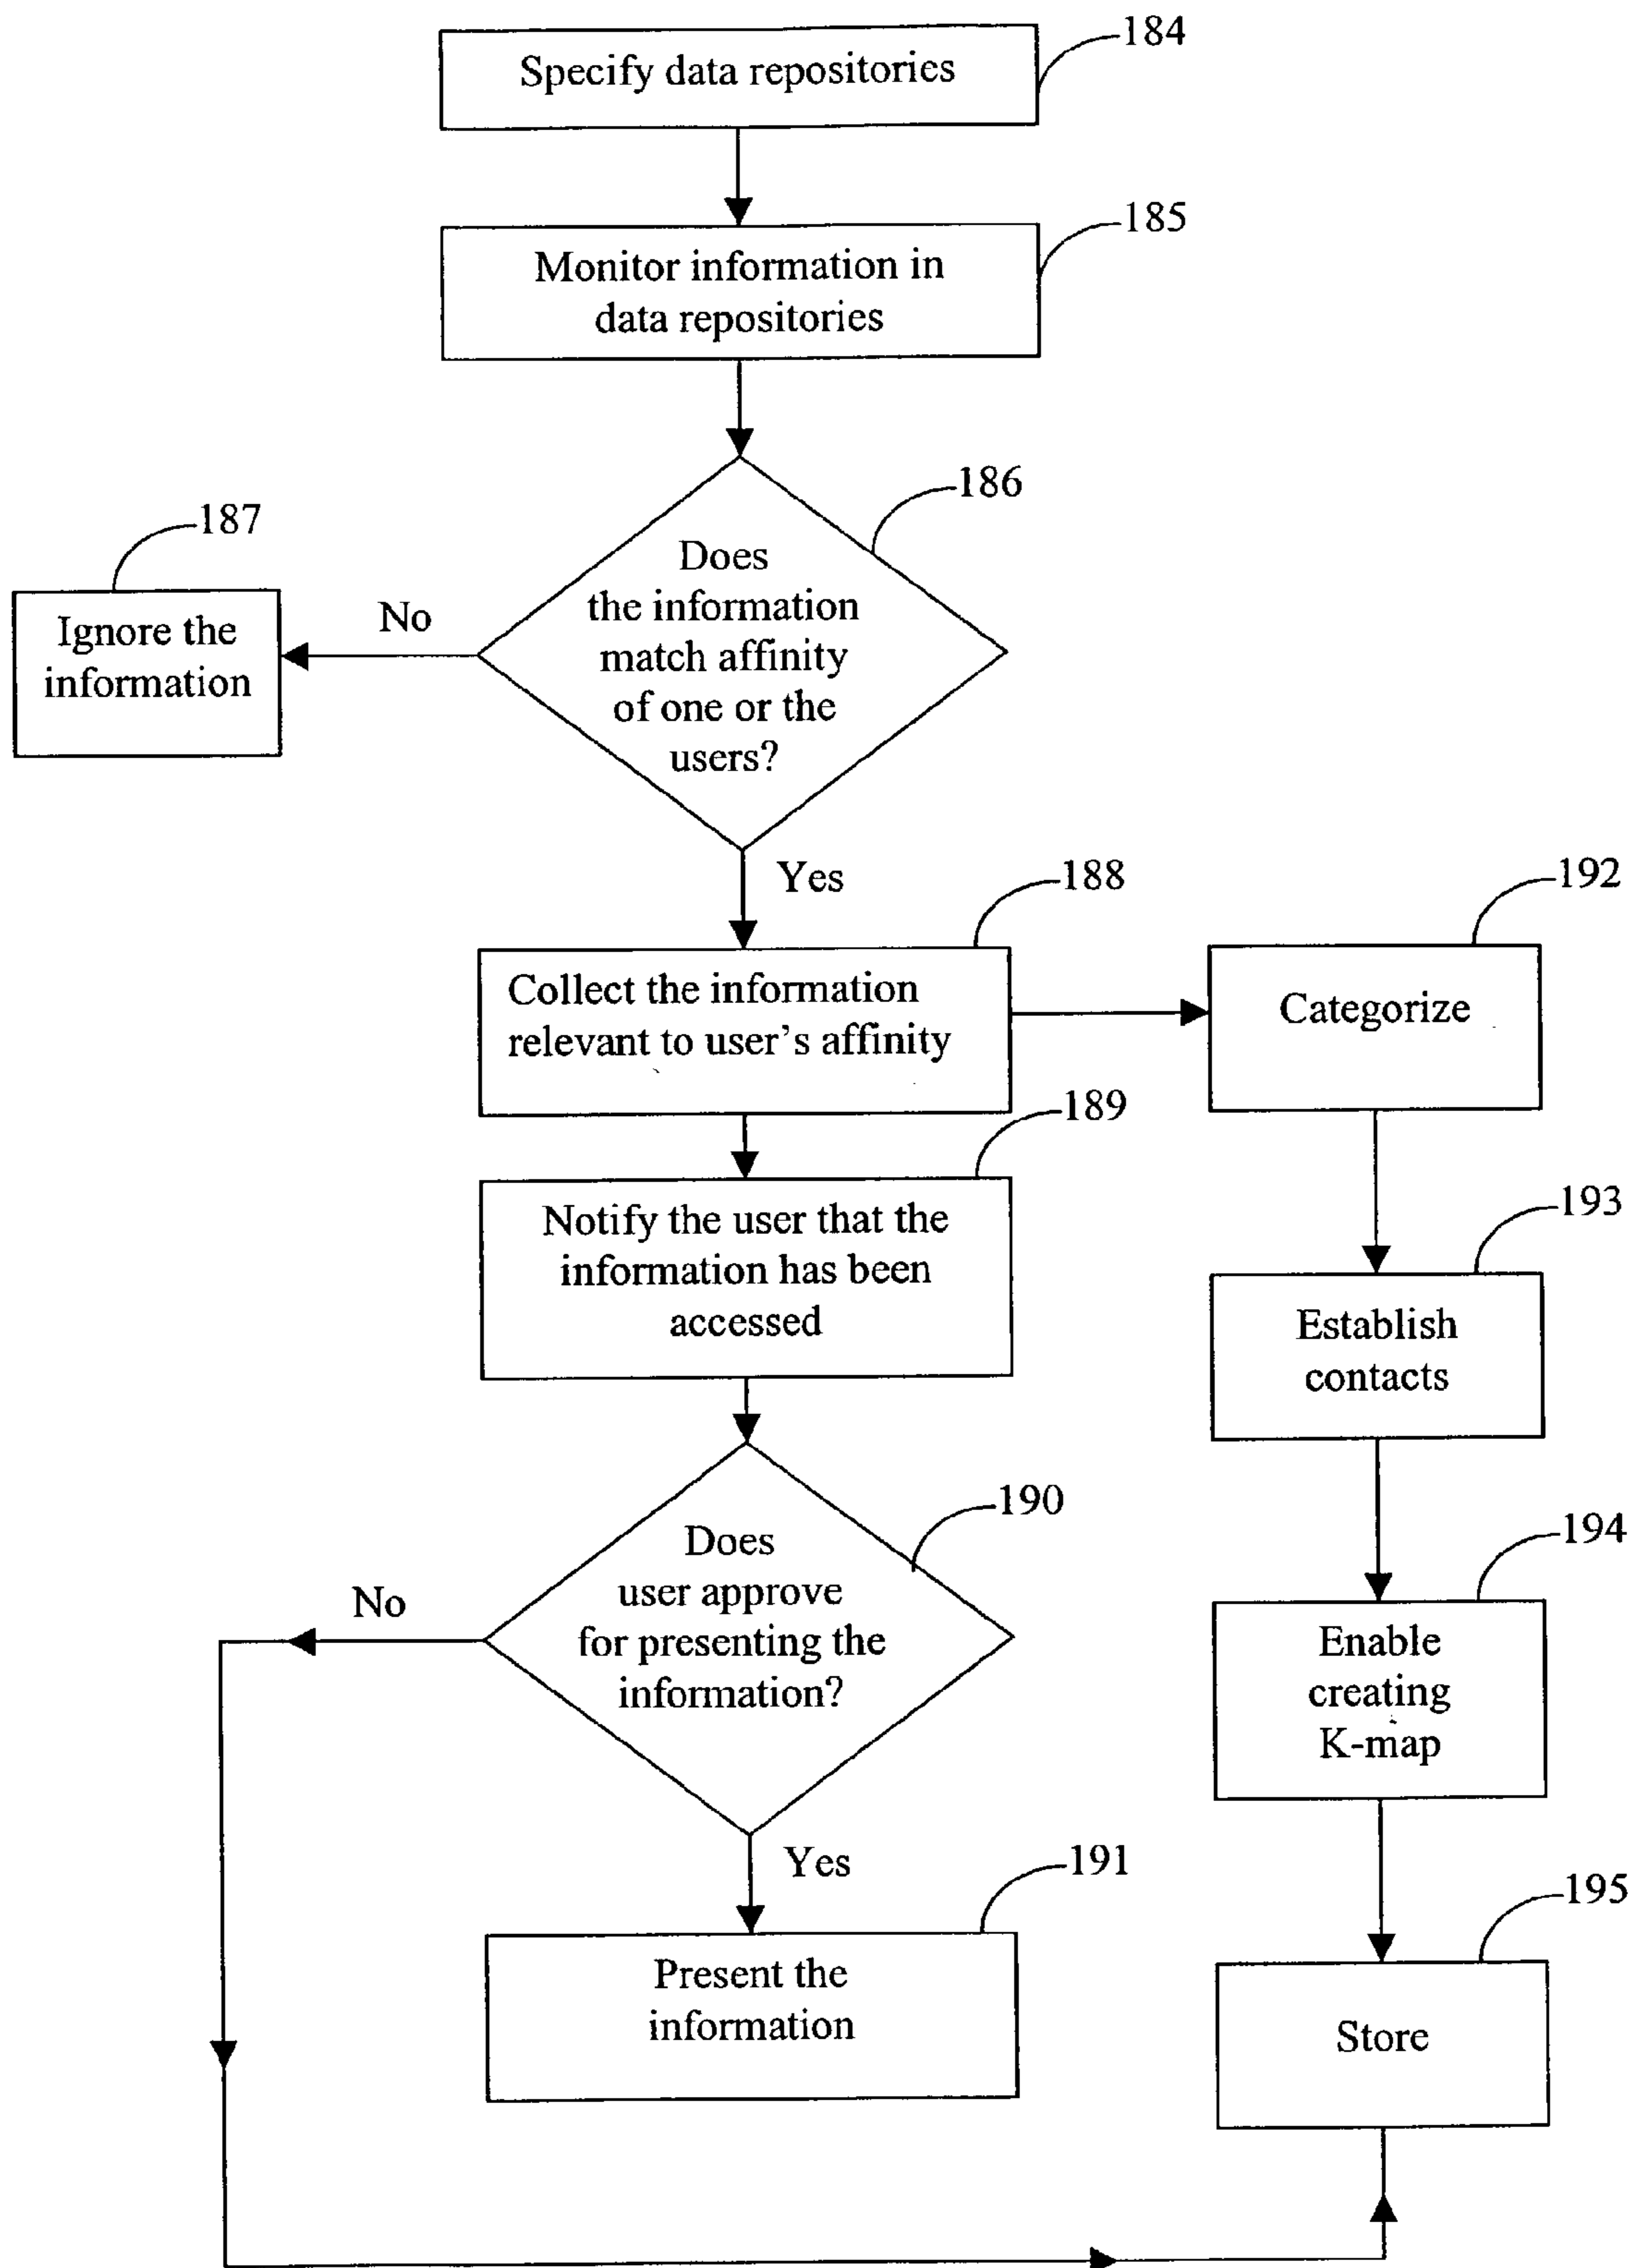 184
Specify data repositories
185
Monitor information in
data repositories
186
187
Does
the information
match affinity
of one or the
users?
No
Ignore the
information
Yes
188
192
Collect the information
relevant to user's affinity
Categorize
189
Notify the user that the
information has been
accessed
193
Establish
contacts
190
194
Does
user approve
for presenting the
information?
No
Enable
creating
K-map
Yes
191
195
Present the
information
Store